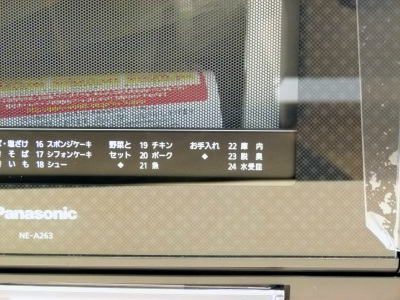 ・塩ざけ 16 スポンジケーキ 野菜と 19 チキン お手入れ 22 庫内
そば 17 シフォンケーキ セット 20 ポーク ◆ 23 脱臭
いも 18 シュー ◆ 21 魚 24 水受皿
Panasonic
NE-A263